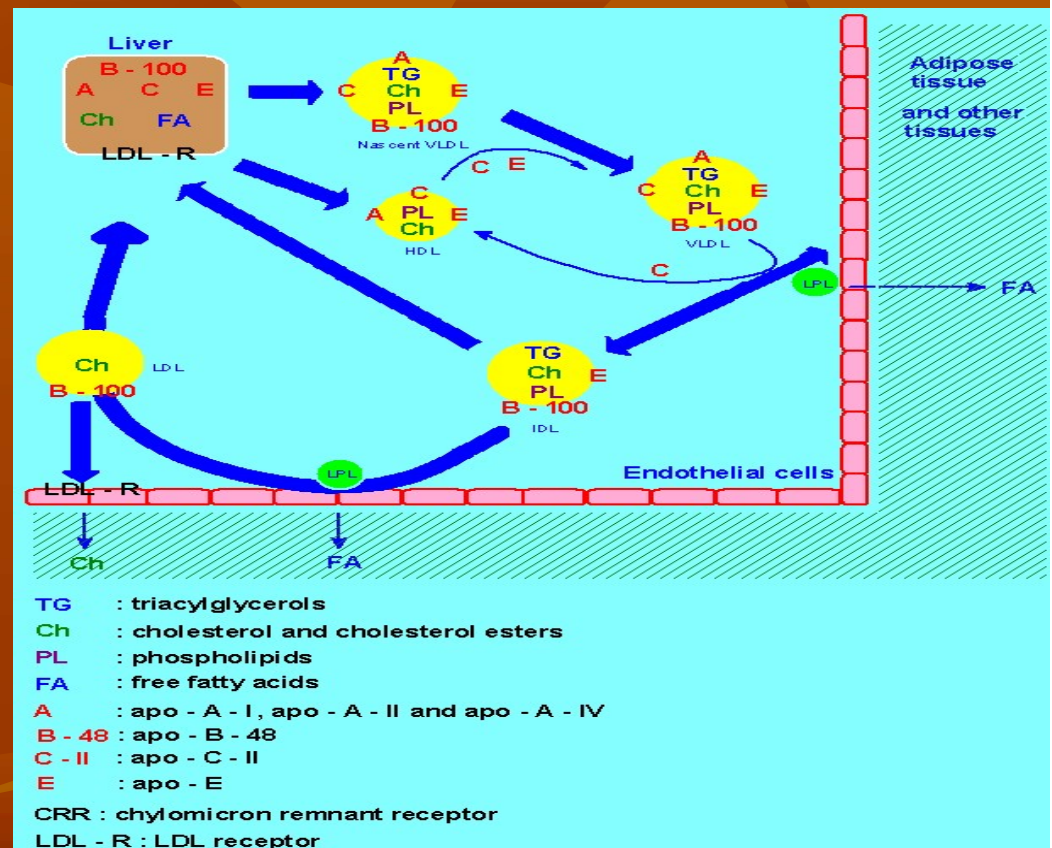 Liver
B - 100
A C E
Ch FA
LDL - R
A
TG
C Ch E
PL
B - 100
Nascent VLDL
C E
C
A PL E
Ch
HDL
A
TG
C Ch E
PL
B - 100
VLDL
C
LPL
FA
Adipose
tissue
and other
tissues
Ch LDL
B - 100
TG
Ch E
PL
B - 100
IDL
LPL
Endothelial cells
LDL - R
Ch
FA
TG : triacylglycerols
Ch : cholesterol and cholesterol esters
PL : phospholipids
FA : free fatty acids
A : apo - A - I, apo - A - II and apo - A - IV
B - 48 : apo - B - 48
C - II : apo - C - II
E : apo - E
CRR : chylomicron remnant receptor
LDL - R : LDL receptor